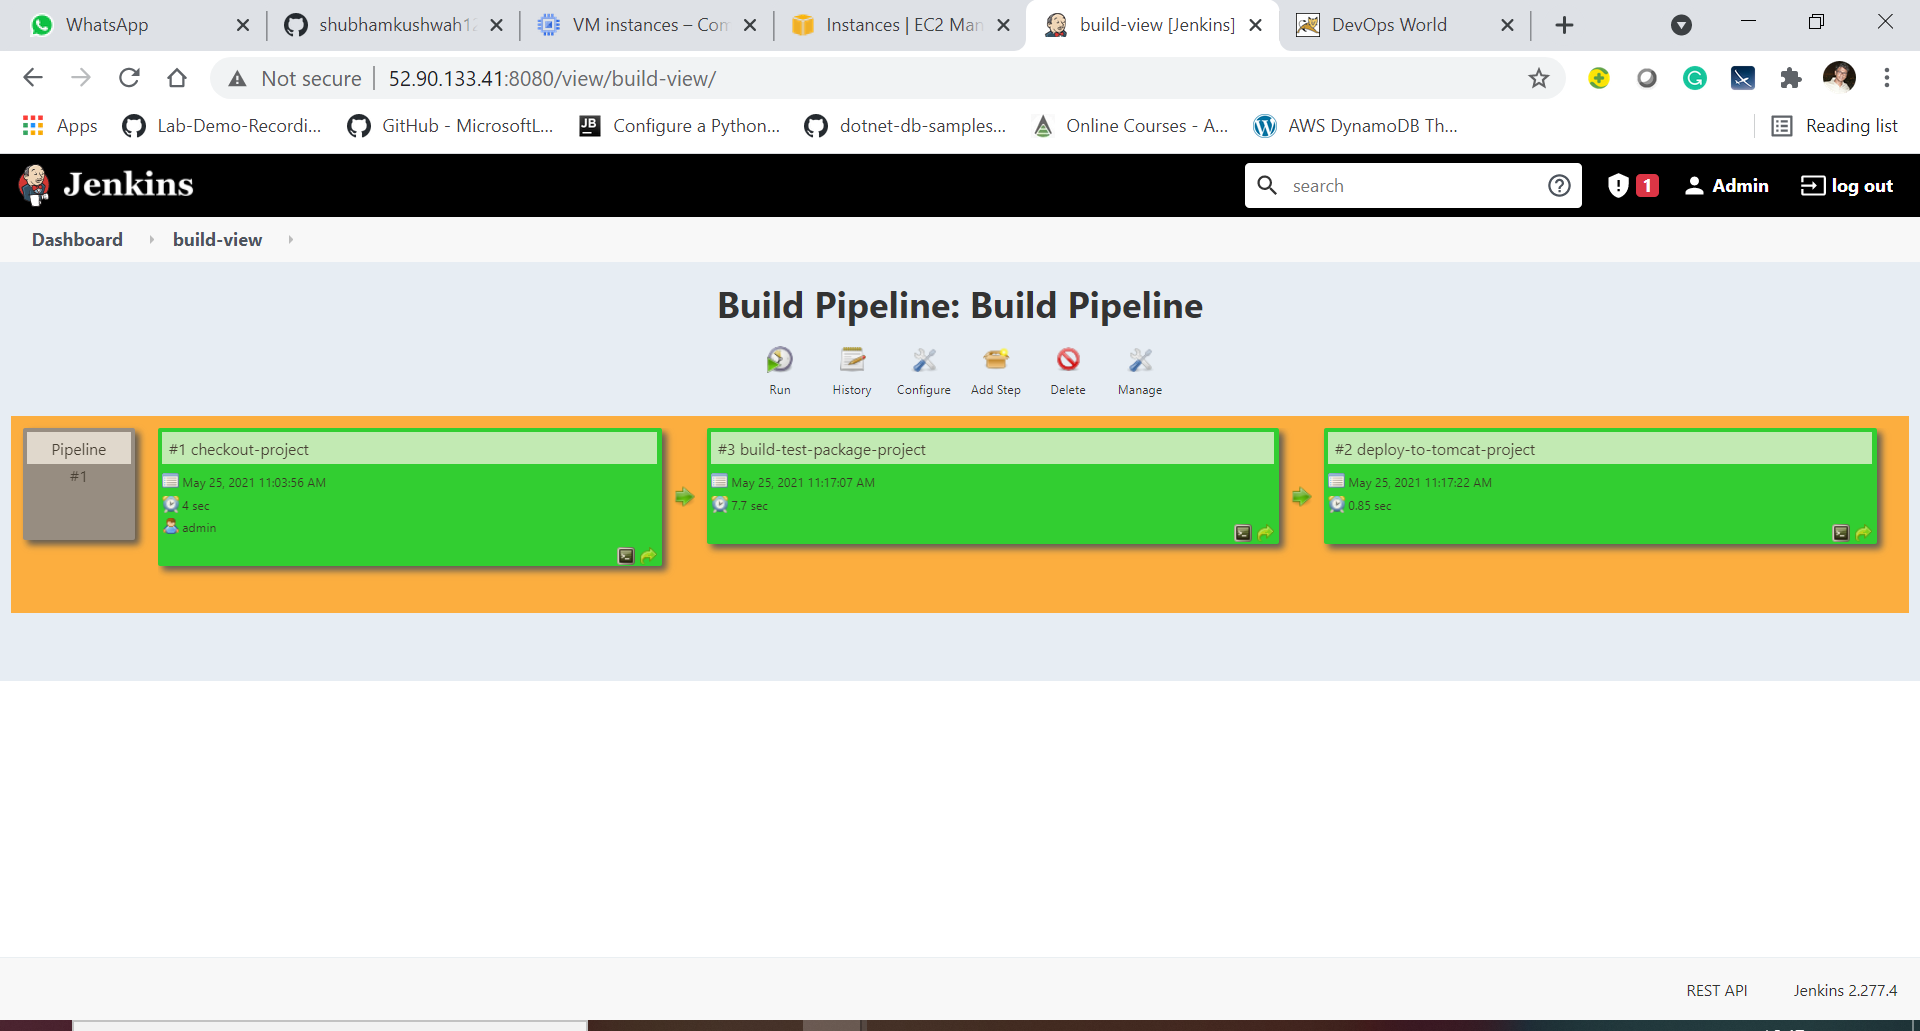 WhatsApp
shubhamkushwah12
VM instances – Com
Instances | EC2 Man
build-view [Jenkins]
DevOps World
Not secure
52.90.133.41:8080/view/build-view/
Apps
Lab-Demo-Recordi...
GitHub - MicrosoftL...
JB
Configure a Python...
dotnet-db-samples...
Online Courses - A...
AWS DynamoDB Th...
Reading list
Jenkins
search
1
Admin
log out
Dashboard
build-view
Build Pipeline: Build Pipeline
Run
History
Configure
Add Step
Delete
Manage
Pipeline
#1
#1 checkout-project
May 25, 2021 11:03:56 AM
4 sec
admin
#3 build-test-package-project
May 25, 2021 11:17:07 AM
7.7 sec
#2 deploy-to-tomcat-project
May 25, 2021 11:17:22 AM
0.85 sec
REST API
Jenkins 2.277.4